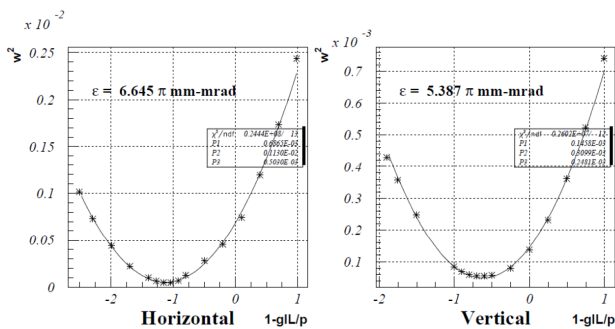 x 10 -2
w 2
0.25
0.2
0.15
0.1
0.05
0
ε = 6.645 π mm-mrad
P1
P2
P3
-2
-1
0
1
Horizontal
1-glL/p
x 10 -3
w 2
0.7
0.6
0.5
0.4
0.3
0.2
0.1
ε = 5.387 π mm-mrad
P1
P2
P3
-2
-1
0
1
Vertical
1-glL/p